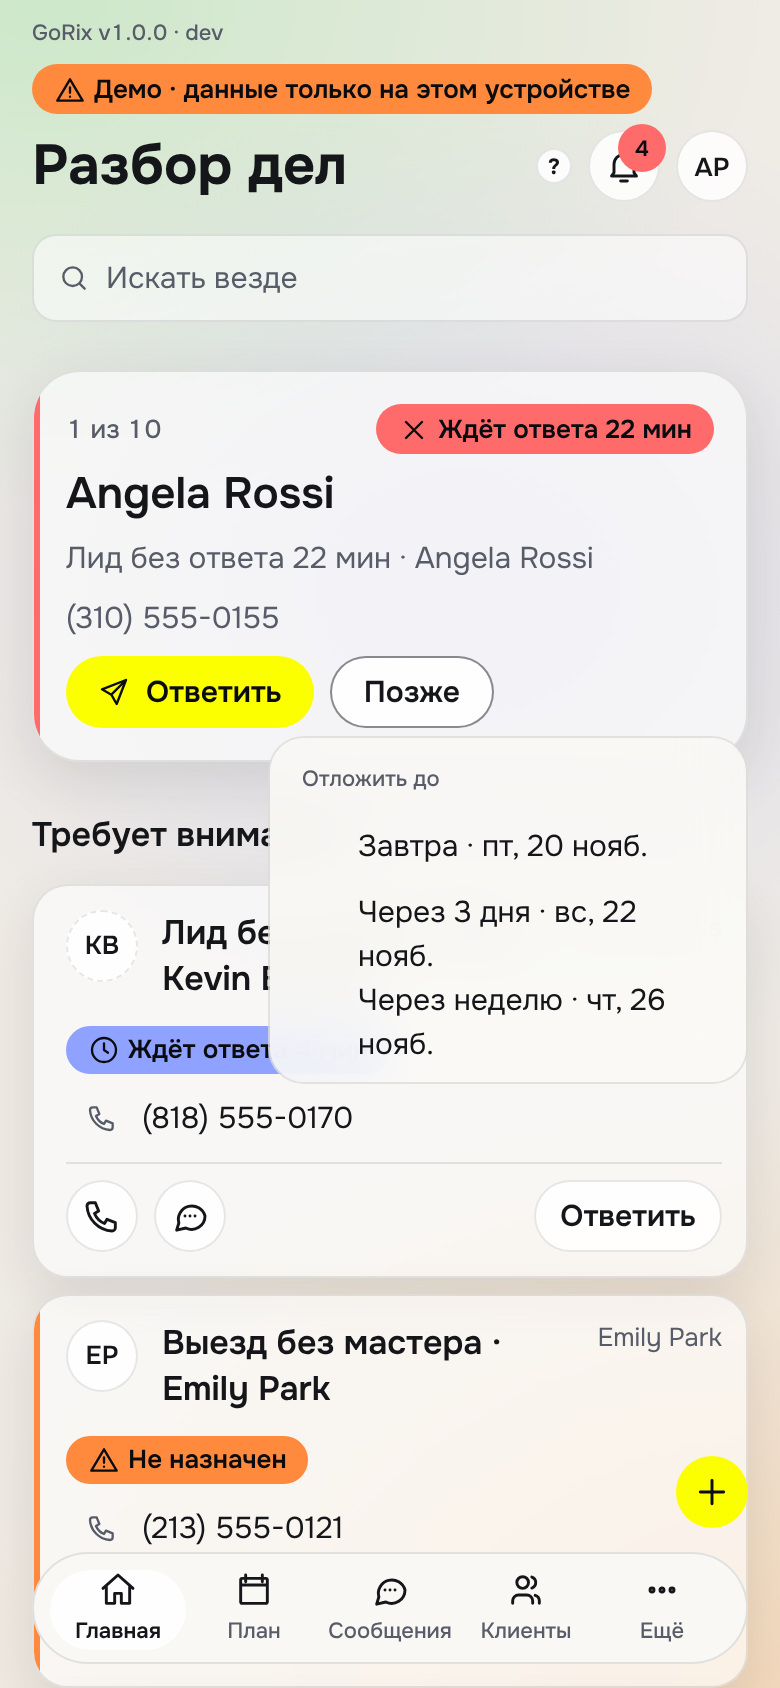 GoRix v1.0.0 · dev
Демо · данные только на этом устройстве
Разбор дел
?
4
AP
Искать везде
1 из 10
Ждёт ответа 22 мин
Angela Rossi
Лид без ответа 22 мин · Angela Rossi
(310) 555-0155
Ответить
Позже
Отложить до
Завтра · пт, 20 нояб.
Через 3 дня · вс, 22
нояб.
Через неделю · чт, 26
нояб.
Требует
KB
Лид
Kevin
Ждёт
(818) 555-0170
Ответить
EP
Выезд без мастера ·
Emily Park
Emily Park
Не назначен
(213) 555-0121
Главная
План
Сообщения
Клиенты
Ещё